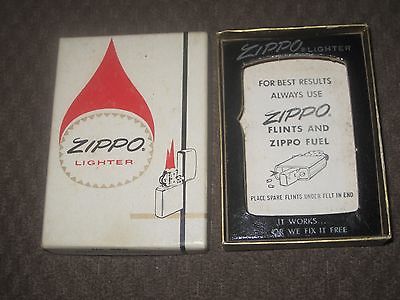 ZIPPO®
LIGHTER
ZIPPO® LIGHTER
FOR BEST RESULTS
ALWAYS USE
ZIPPO®
FLINTS AND
ZIPPO FUEL
PLACE SPARE FLINTS UNDER FELT IN END
IT WORKS...
OR WE FIX IT FREE